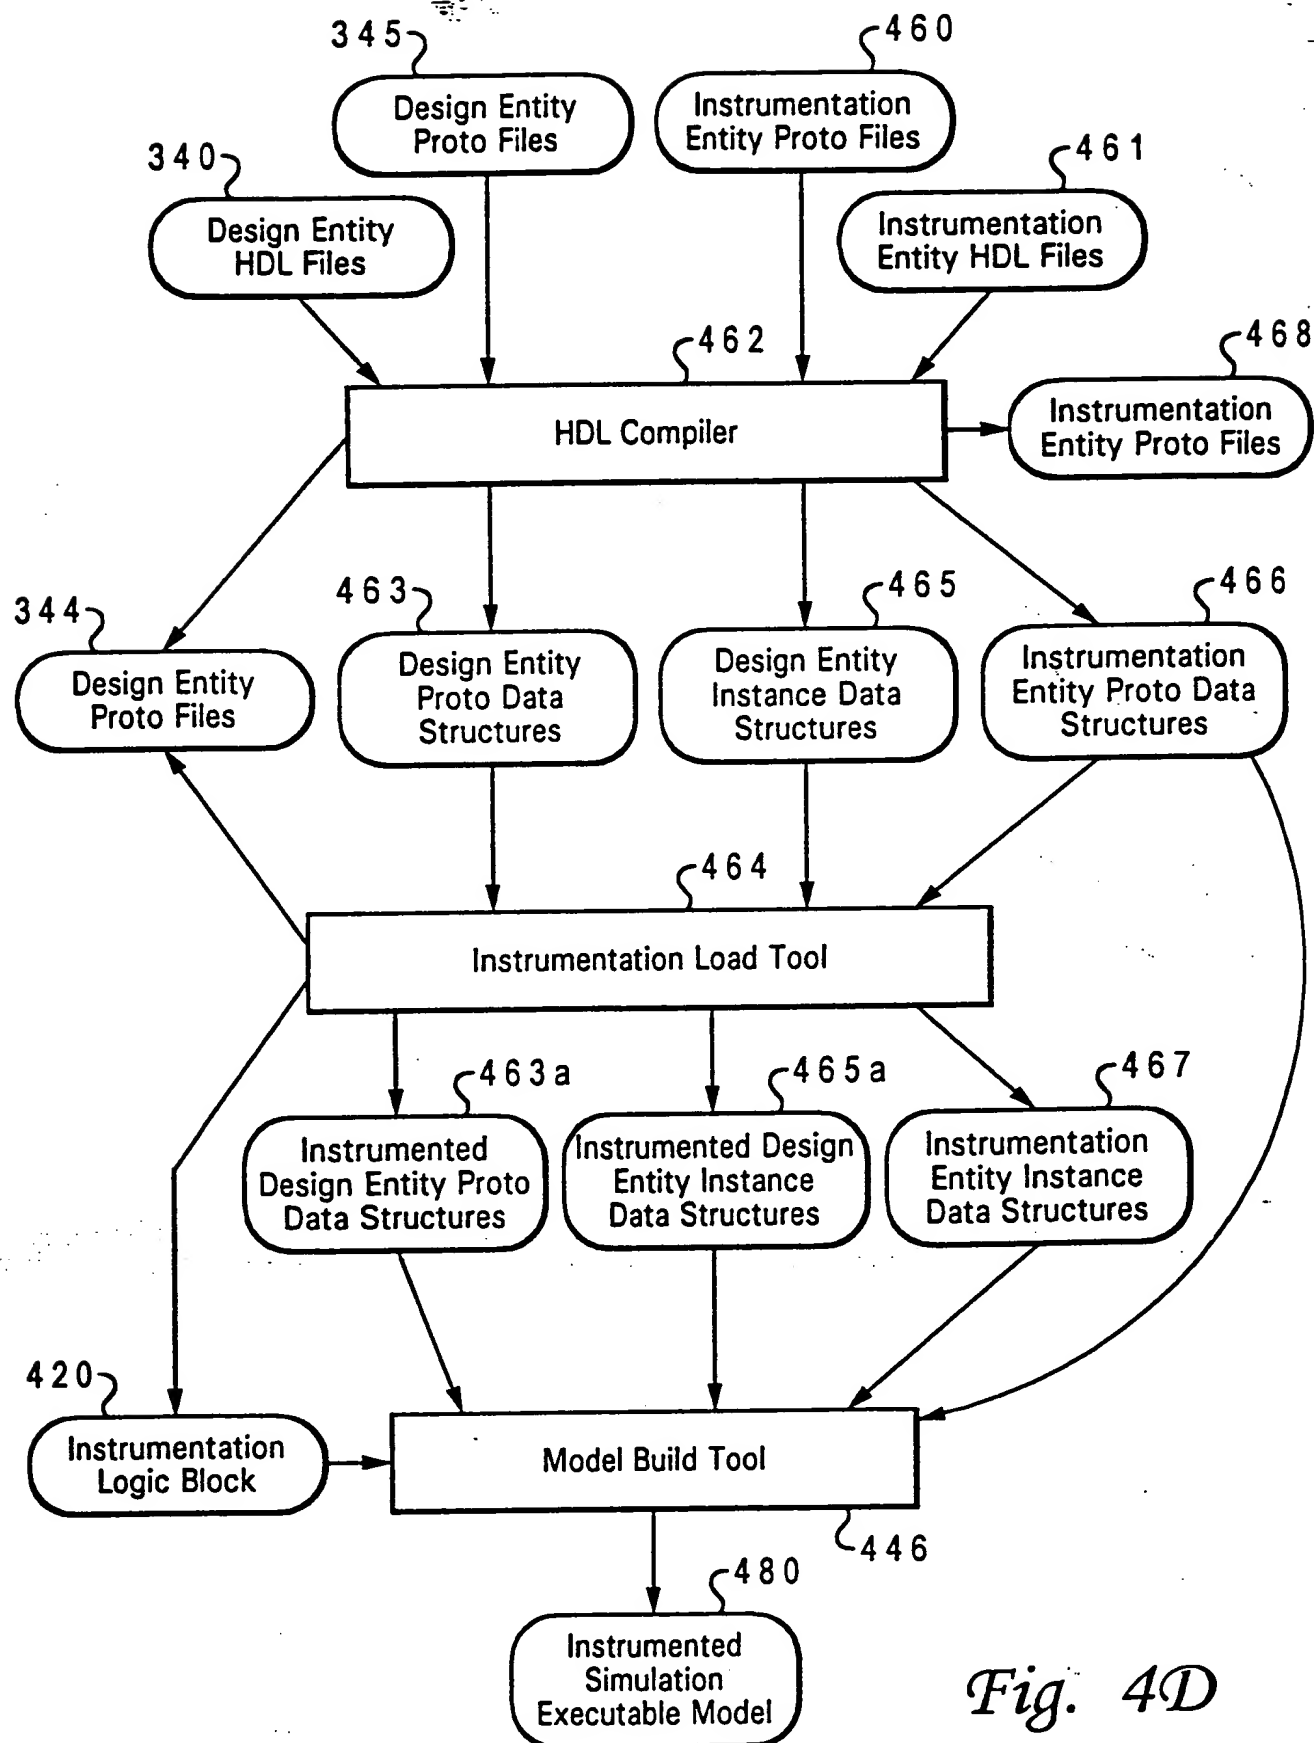 345
460
Design Entity
Proto Files
Instrumentation
Entity Proto Files
340
461
Design Entity
HDL Files
Instrumentation
Entity HDL Files
462
468
HDL Compiler
Instrumentation
Entity Proto Files
463
465
466
344
Design Entity
Proto Files
Design Entity
Proto Data
Structures
Design Entity
Instance Data
Structures
Instrumentation
Entity Proto Data
Structures
464
Instrumentation Load Tool
463a
465a
467
Instrumented
Design Entity Proto
Data Structures
Instrumented Design
Entity Instance
Data Structures
Instrumentation
Entity Instance
Data Structures
420
Instrumentation
Logic Block
Model Build Tool
446
480
Instrumented
Simulation
Executable Model
Fig. 4D